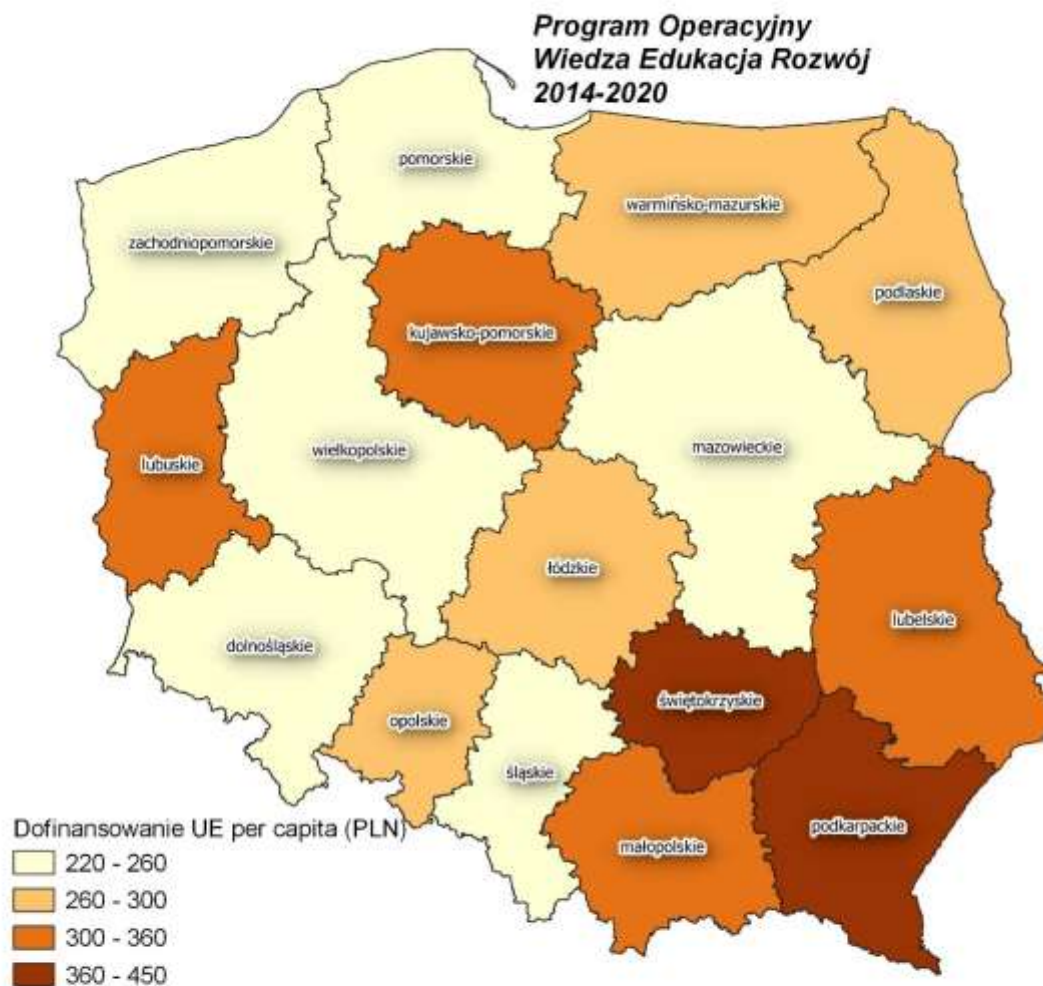 Program Operacyjny
Wiedza Edukacja Rozwój
2014-2020
pomorskie
warmińsko-mazurskie
zachodniopomorskie
podlaskie
kujawsko-pomorskie
mazowieckie
wielkopolskie
lubuskie
łódzkie
lubelskie
dolnośląskie
świętokrzyskie
opolskie
śląskie
podkarpackie
małopolskie
Dofinansowanie UE per capita (PLN)
220 - 260
260 - 300
300 - 360
360 - 450